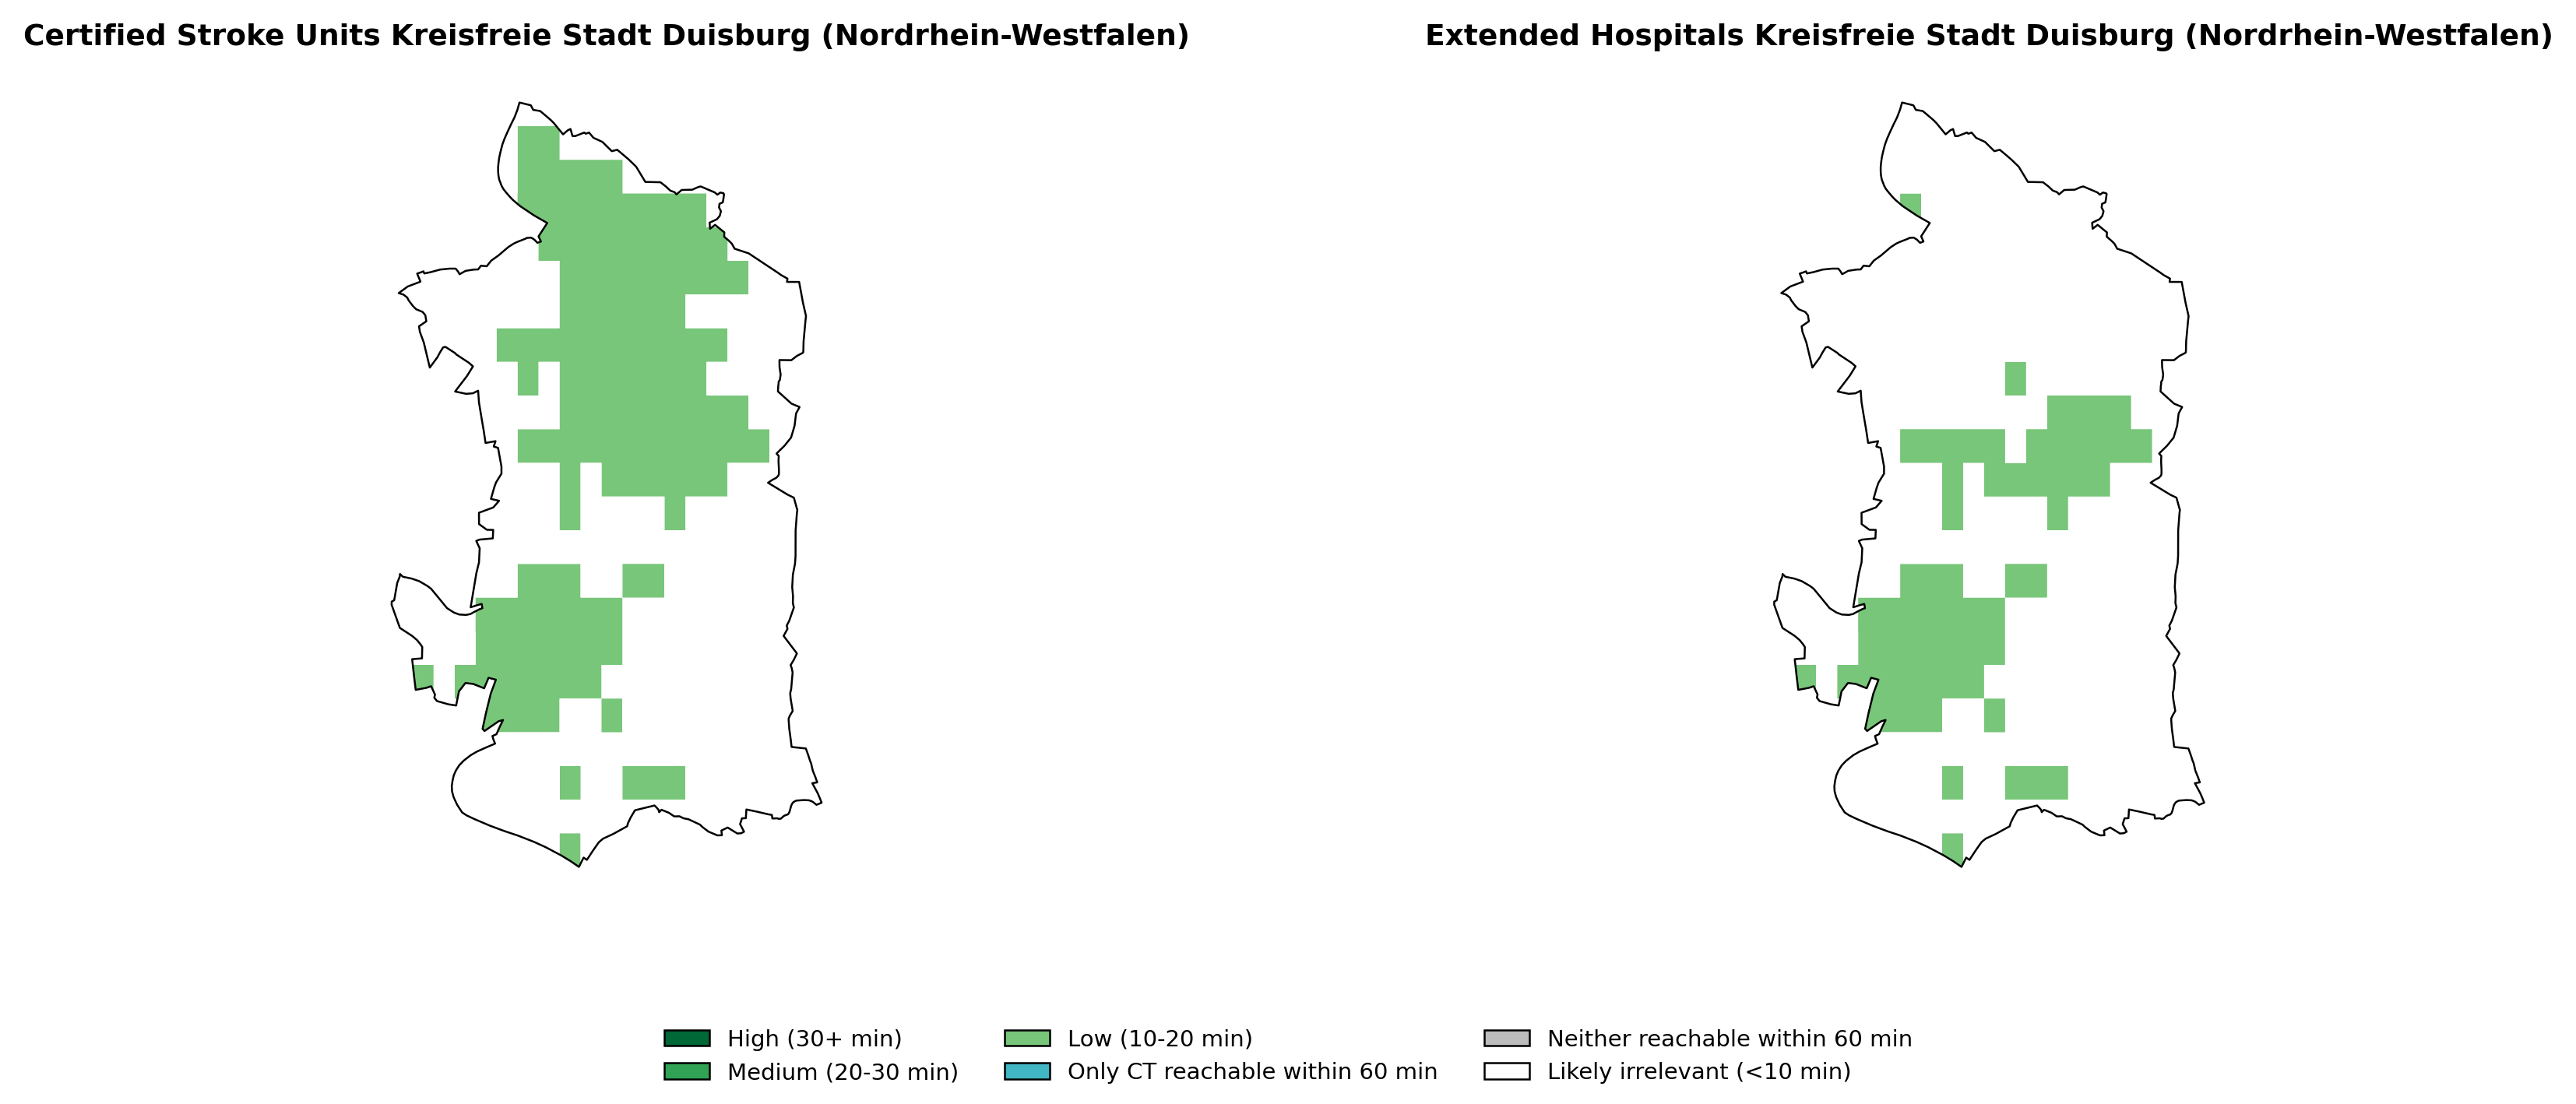 Certified Stroke Units Kreisfreie Stadt Duisburg (Nordrhein-Westfalen)
Extended Hospitals Kreisfreie Stadt Duisburg (Nordrhein-Westfalen)
High (30+ min)
Medium (20-30 min)
Low (10-20 min)
Only CT reachable within 60 min
Neither reachable within 60 min
Likely irrelevant (<10 min)